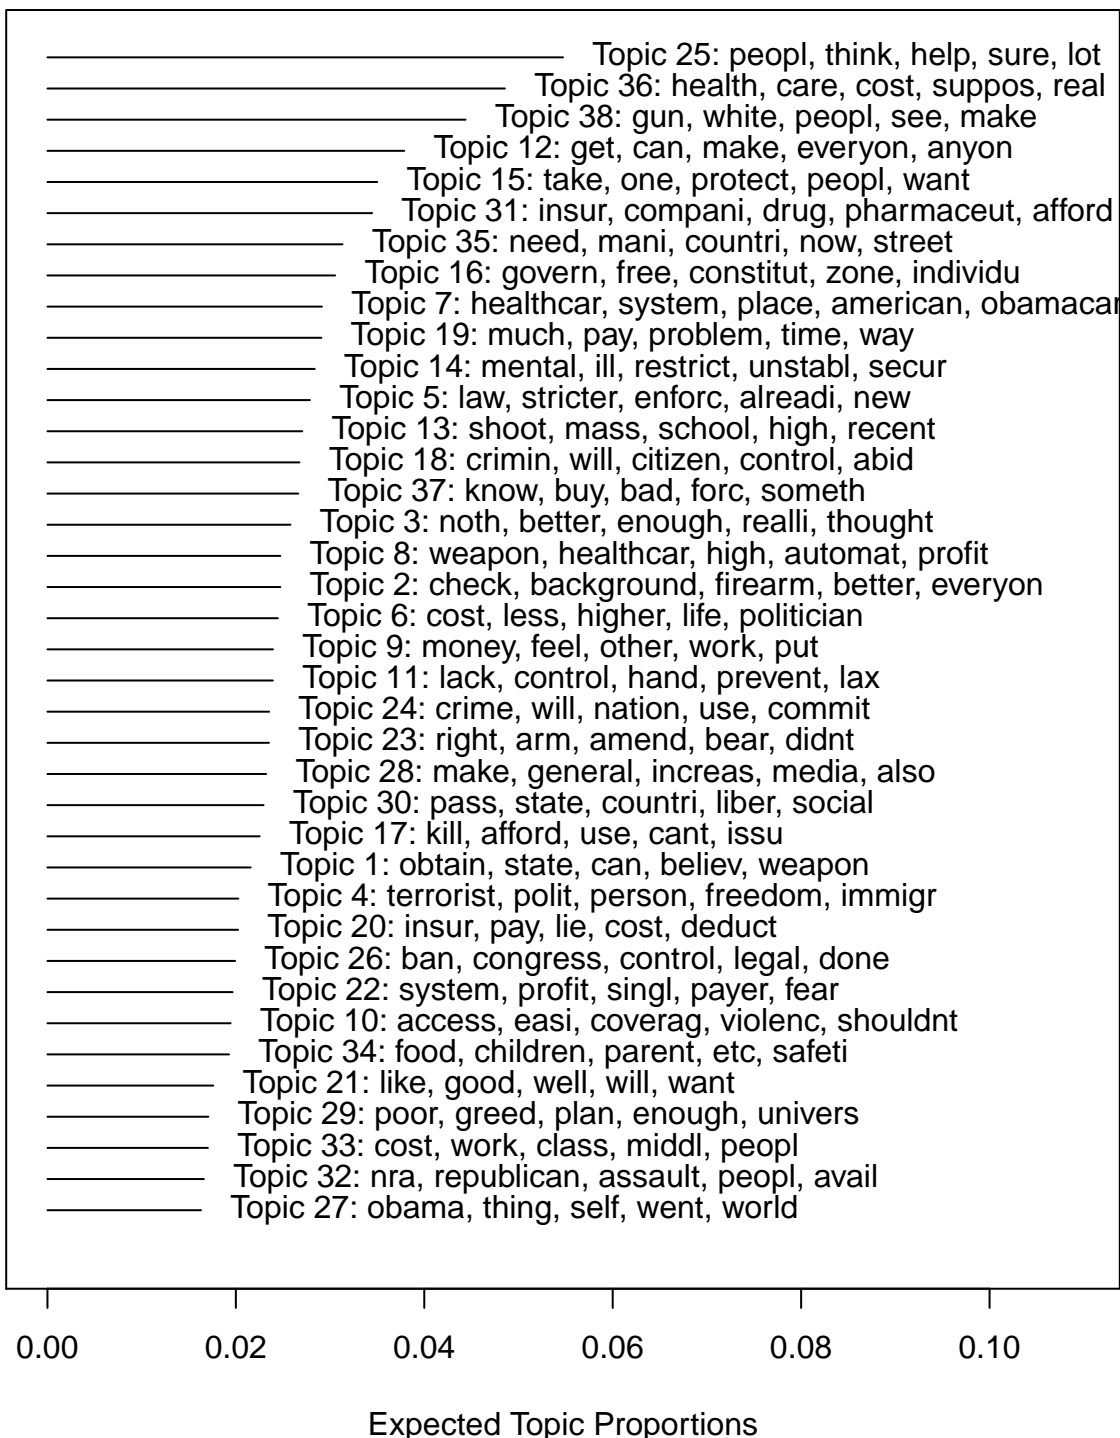 Topic 25: peopl, think, help, sure, lot
Topic 36: health, care, cost, suppos, real
Topic 38: gun, white, peopl, see, make
Topic 12: get, can, make, everyon, anyon
Topic 15: take, one, protect, peopl, want
Topic 31: insur, compani, drug, pharmaceut, afford
Topic 35: need, mani, countri, now, street
Topic 16: govern, free, constitut, zone, individu
Topic 7: healthcar, system, place, american, obamacar
Topic 19: much, pay, problem, time, way
Topic 14: mental, ill, restrict, unstabl, secur
Topic 5: law, stricter, enforc, alreadi, new
Topic 13: shoot, mass, school, high, recent
Topic 18: crimin, will, citizen, control, abid
Topic 37: know, buy, bad, forc, someth
Topic 3: noth, better, enough, realli, thought
Topic 8: weapon, healthcar, high, automat, profit
Topic 2: check, background, firearm, better, everyon
Topic 6: cost, less, higher, life, politician
Topic 9: money, feel, other, work, put
Topic 11: lack, control, hand, prevent, lax
Topic 24: crime, will, nation, use, commit
Topic 23: right, arm, amend, bear, didnt
Topic 28: make, general, increas, media, also
Topic 30: pass, state, countri, liber, social
Topic 17: kill, afford, use, cant, issu
Topic 1: obtain, state, can, believ, weapon
Topic 4: terrorist, polit, person, freedom, immigr
Topic 20: insur, pay, lie, cost, deduct
Topic 26: ban, congress, control, legal, done
Topic 22: system, profit, singl, payer, fear
Topic 10: access, easi, coverag, violenc, shouldnt
Topic 34: food, children, parent, etc, safeti
Topic 21: like, good, well, will, want
Topic 29: poor, greed, plan, enough, univers
Topic 33: cost, work, class, middl, peopl
Topic 32: nra, republican, assault, peopl, avail
Topic 27: obama, thing, self, went, world
0.00 0.02 0.04 0.06 0.08 0.10
Expected Topic Proportions